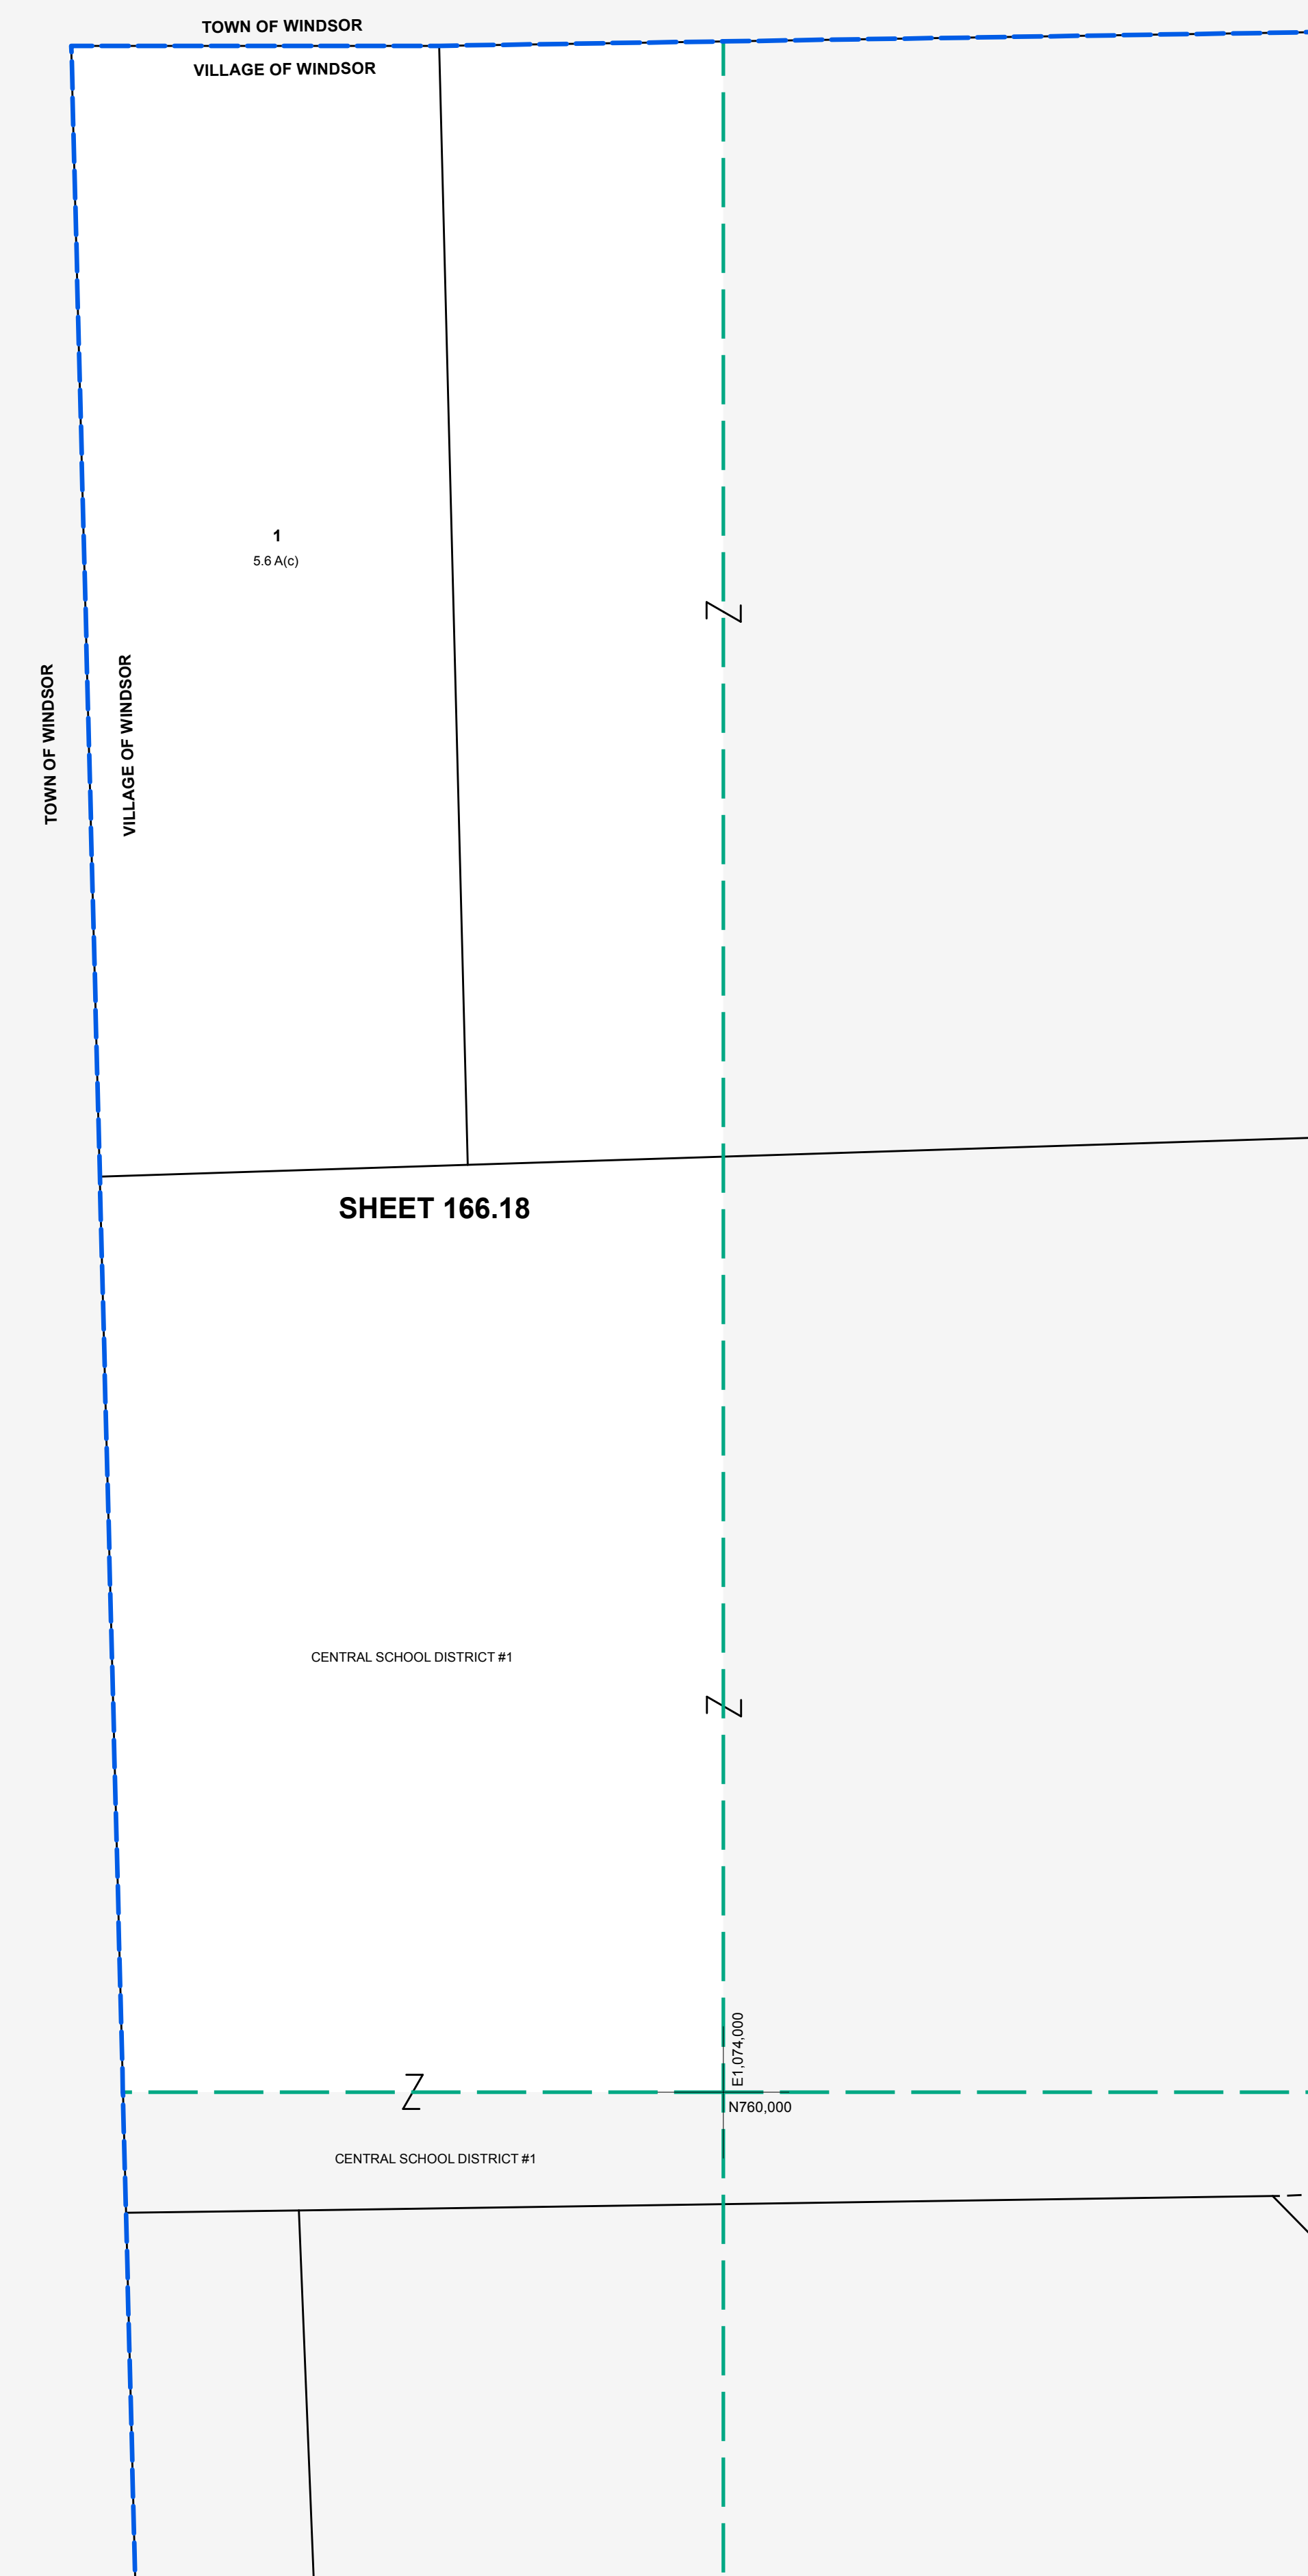 TOWN OF WINDSOR
VILLAGE OF WINDSOR
1
5.6 A(c)
TOWN OF WINDSOR
VILLAGE OF WINDSOR
SHEET 166.18
CENTRAL SCHOOL DISTRICT #1
E1,074,000
N760,000
CENTRAL SCHOOL DISTRICT #1